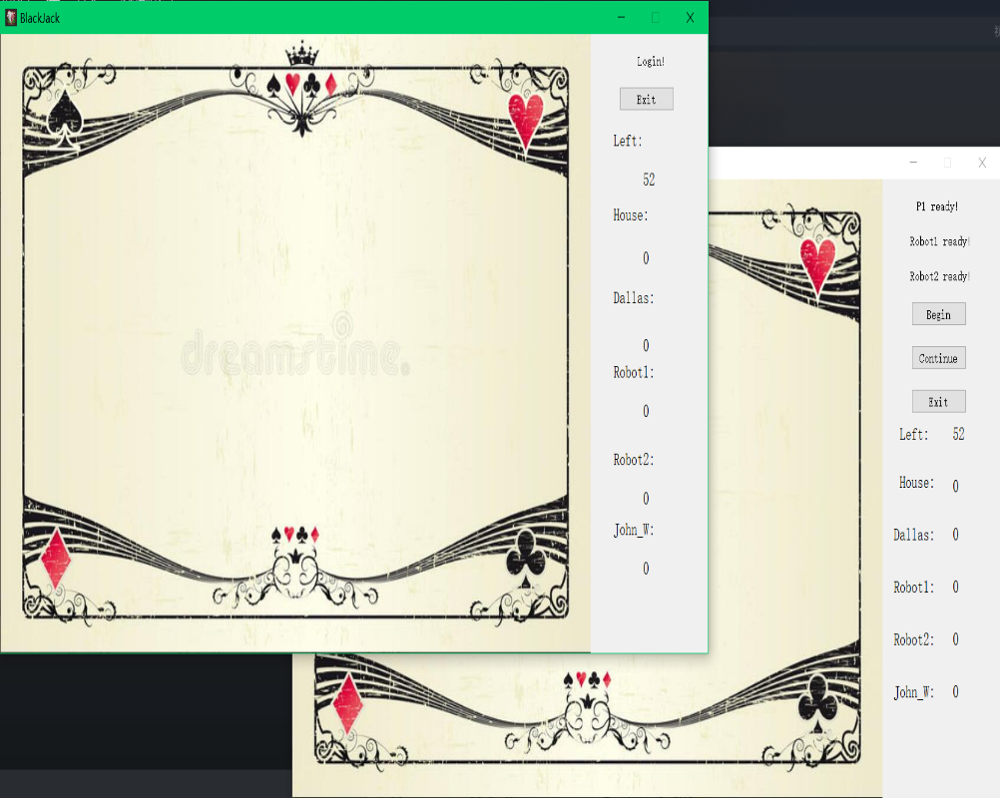 BlackJack
Login!
Exit
Left:
52
House:
0
Dallas:
0
Robot1:
0
Robot2:
0
John_W:
0
dreamstime.
P1 ready!
Robot1 ready!
Robot2 ready!
Begin
Continue
Exit
Left: 52
House: 0
Dallas: 0
Robot1: 0
Robot2: 0
John_W: 0